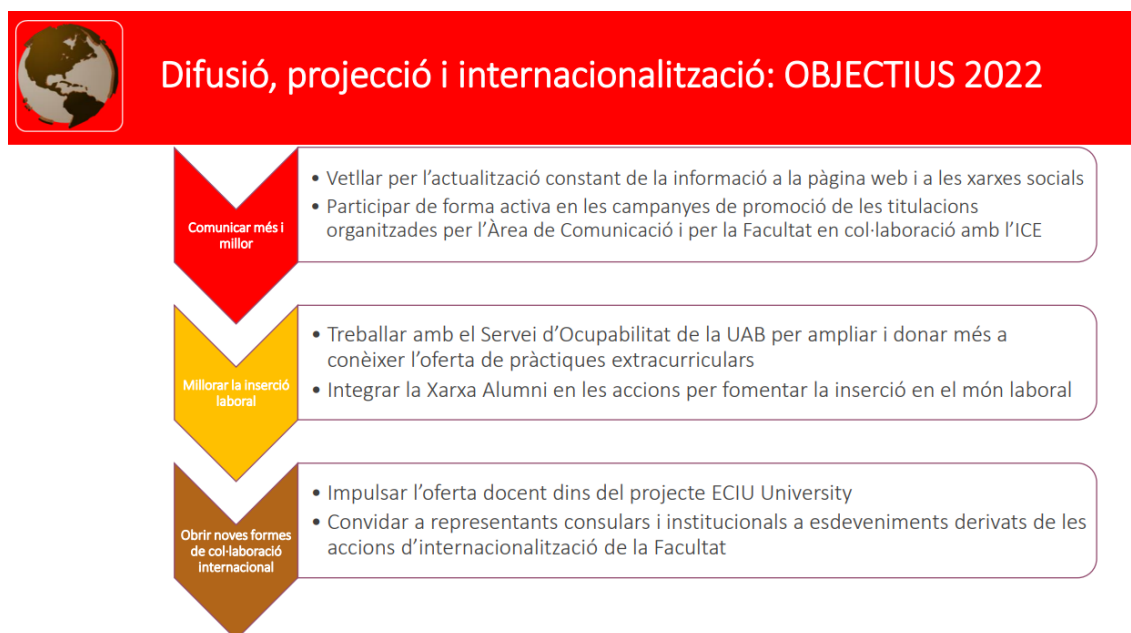 Difusió, projecció i internacionalització: OBJECTIUS 2022
Comunicar més i
millor
• Vetllar per l’actualització constant de la informació a la pàgina web i a les xarxes socials
• Participar de forma activa en les campanyes de promoció de les titulacions
organitzades per l’Àrea de Comunicació i per la Facultat en col·laboració amb l’ICE
Millorar la inserció
laboral
• Treballar amb el Servei d’Ocupabilitat de la UAB per ampliar i donar més a
conèixer l’oferta de pràctiques extracurriculars
• Integrar la Xarxa Alumni en les accions per fomentar la inserció en el món laboral
Obrir noves formes
de col·laboració
internacional
• Impulsar l’oferta docent dins del projecte ECIU University
• Convidar a representants consulars i institucionals a esdeveniments derivats de les
accions d’internacionalització de la Facultat